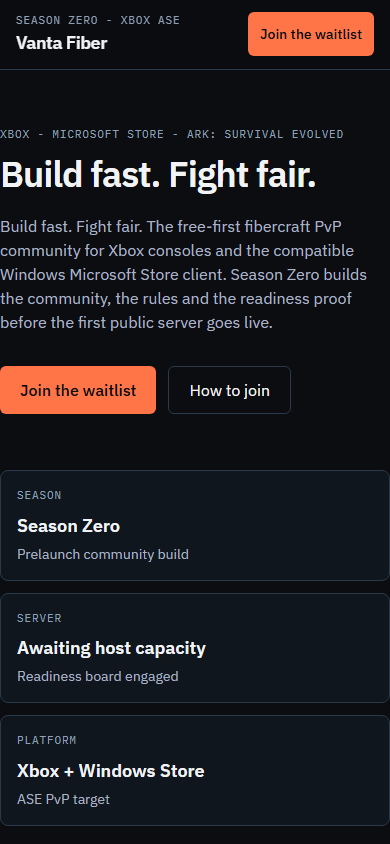 SEASON ZERO - XBOX ASE
Vanta Fiber
Join the waitlist
XBOX - MICROSOFT STORE - ARK: SURVIVAL EVOLVED
Build fast. Fight fair.
Build fast. Fight fair. The free-first fibercraft PvP
community for Xbox consoles and the compatible
Windows Microsoft Store client. Season Zero builds
the community, the rules and the readiness proof
before the first public server goes live.
Join the waitlist
How to join
SEASON
Season Zero
Prelaunch community build
SERVER
Awaiting host capacity
Readiness board engaged
PLATFORM
Xbox + Windows Store
ASE PvP target